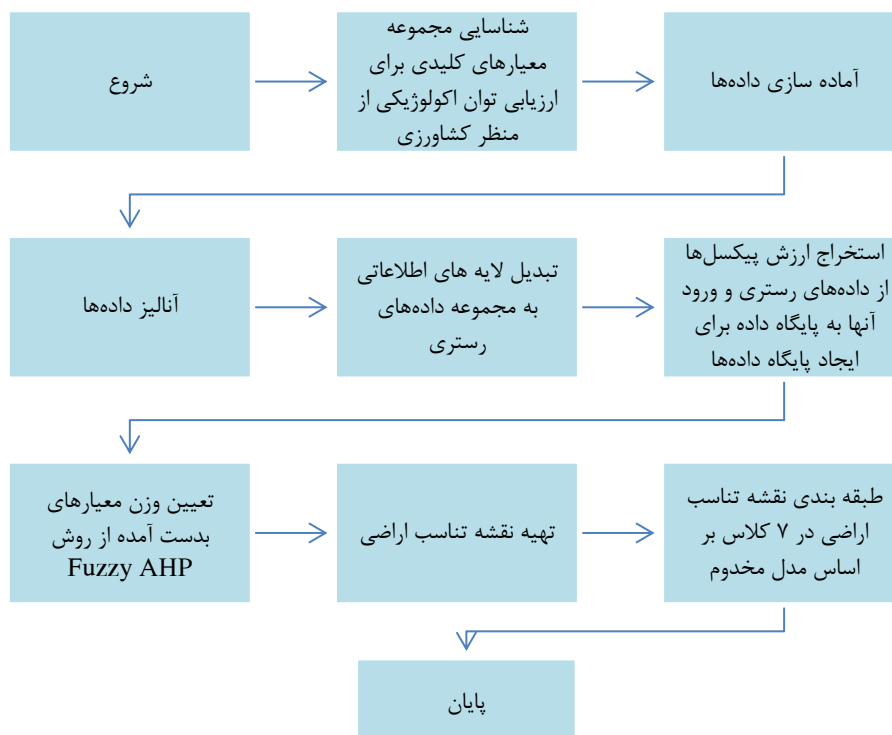 شروع
شناسایی مجموعه
معیارهای کلیدی برای
ارزیابی توان اکولوژیکی از
منظر کشاورزی
آماده سازی داده‌ها
آنالیز داده‌ها
تبدیل لایه های اطلاعاتی
به مجموعه داده‌های
رستری
استخراج ارزش پیکسل‌ها
از داده‌های رستری و ورود
آنها به پایگاه داده برای
ایجاد پایگاه داده‌ها
تعیین وزن معیارهای
بدست آمده از روش
Fuzzy AHP
تهیه نقشه تناسب اراضی
طبقه بندی نقشه تناسب
اراضی در ۷ کلاس بر
اساس مدل مخدوم
پایان